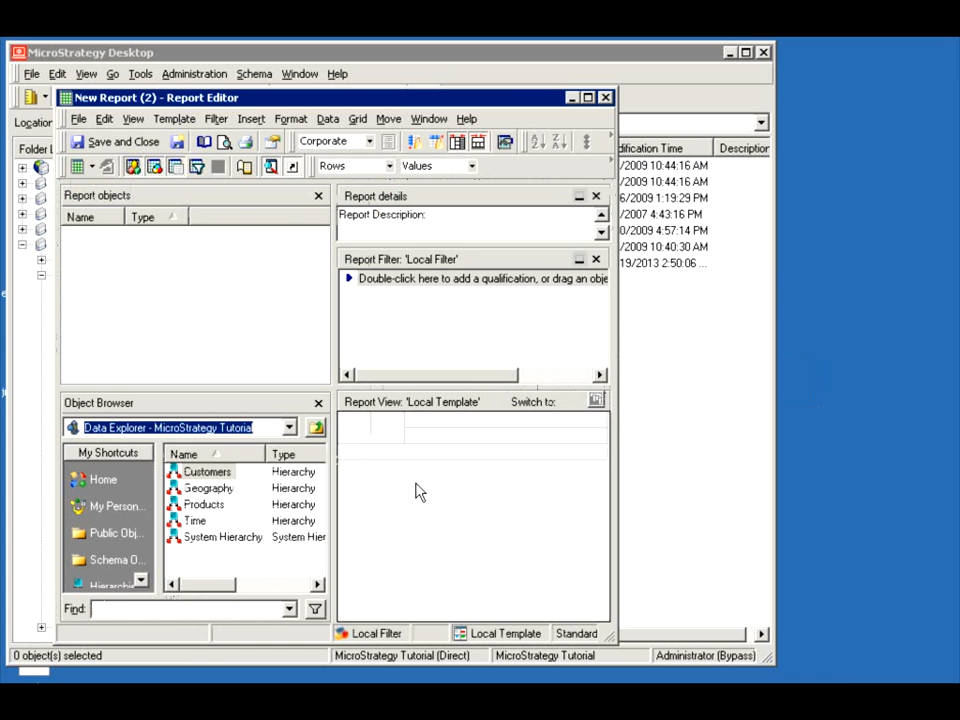 MicroStrategy Desktop
File Edit View Go Tools Administration Schema Window Help
New Report (2) - Report Editor
File Edit View Template Filter Insert Format Data Grid Move Window Help
Save and Close
Corporate
Rows
Values
Report objects
Name Type
Report details
Report Description:
Report Filter: 'Local Filter'
Double-click here to add a qualification, or drag an obje
Object Browser
Data Explorer - MicroStrategy Tutorial
My Shortcuts
Home
My Person...
Public Obj...
Schema O...
Name Type
Customers Hierarchy
Geography Hierarchy
Products Hierarchy
Time Hierarchy
System Hierarchy System Hier
Find:
Report View: 'Local Template' Switch to:
Local Filter
Local Template
Standard
Folder L
dification Time Description
/2009 10:44:16 AM
/2009 10:44:16 AM
6/2009 1:19:29 PM
/2007 4:43:16 PM
0/2009 4:57:14 PM
/2009 10:40:30 AM
19/2013 2:50:06 ...
0 object(s) selected
MicroStrategy Tutorial (Direct)
MicroStrategy Tutorial
Administrator (Bypass)